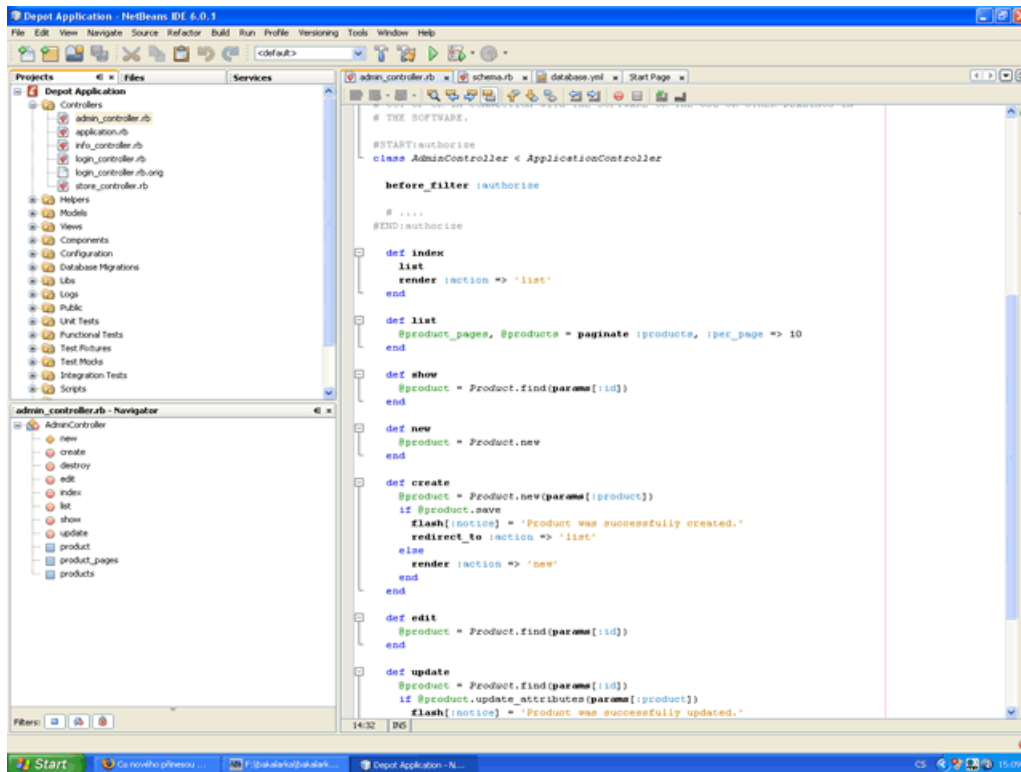 Depot Application - NetBeans IDE 6.0.1
File Edit View Navigate Source Refactor Build Run Profile Versioning Tools Window Help
<default>
Projects Files Services
Depot Application
Controllers
admin_controller.rb
application.rb
info_controller.rb
login_controller.rb
login_controller.rb.orig
store_controller.rb
Helpers
Models
Views
Components
Configuration
Database Migrations
Libs
Logs
Public
Unit Tests
Functional Tests
Test Fixtures
Test Mocks
Integration Tests
Scripts
admin_controller.rb - Navigator
AdminController
new
create
destroy
edit
index
list
show
update
product
product_pages
products
Filters:
admin_controller.rb schema.rb database.yml Start Page
# THE SOFTWARE.
#START:authorize
class AdminController < ApplicationController
before_filter :authorize
# ....
#END:authorize
def index
list
render :action => 'list'
end
def list
@product_pages, @products = paginate :products, :per_page => 10
end
def show
@product = Product.find(params[:id])
end
def new
@product = Product.new
end
def create
@product = Product.new(params[:product])
if @product.save
flash[:notice] = 'Product was successfully created.'
redirect_to :action => 'list'
else
render :action => 'new'
end
end
def edit
@product = Product.find(params[:id])
end
def update
@product = Product.find(params[:id])
if @product.update_attributes(params[:product])
flash[:notice] = 'Product was successfully updated.'
14:32 INS
Start Co nového přinesou ... F:\bakalarka\bakalark... Depot Application - N... CS 15:09